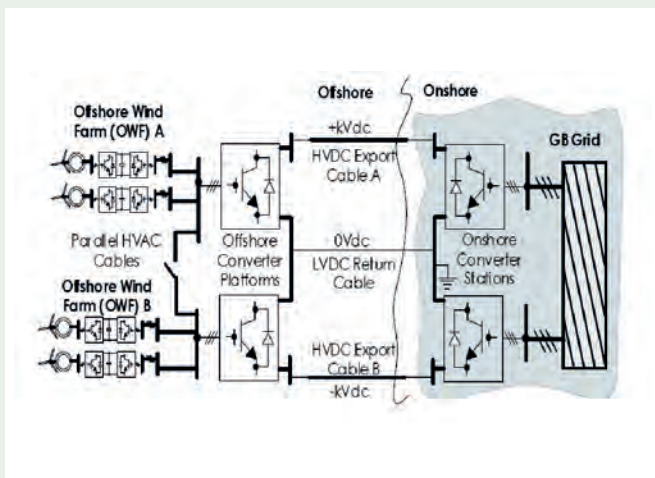 Offshore Onshore
Offshore Wind
Farm (OWF) A
+kVdc
HVDC Export
Cable A
GB Grid
Parallel HVAC
Cables
Offshore
Converter
Platforms
0Vdc
LVDC Return
Cable
Onshore
Converter
Stations
Offshore Wind
Farm (OWF) B
HVDC Export
Cable B
-kVdc